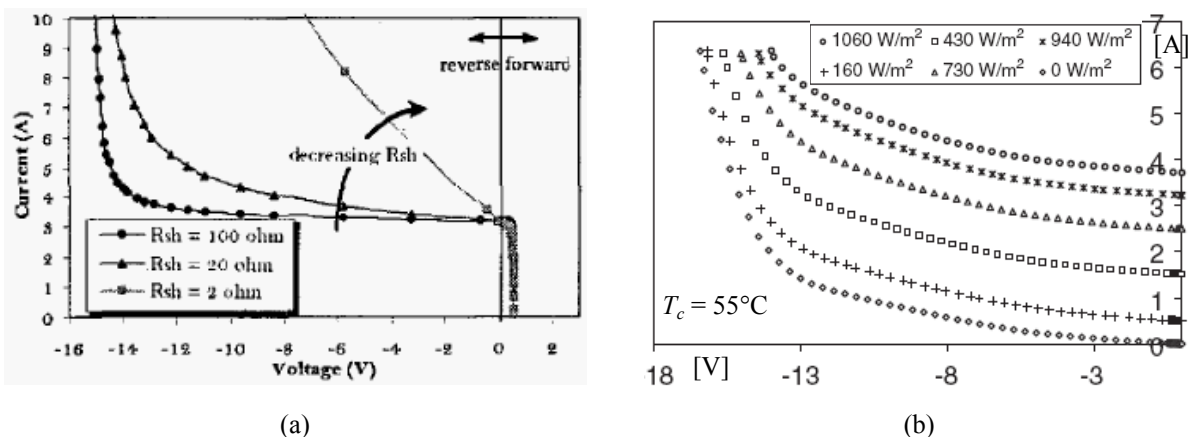 10
9
8
7
6
5
4
3
2
1
0
Current (A)
reverse forward
decreasing Rsh
Rsh = 100 ohm
Rsh = 20 ohm
Rsh = 2 ohm
-16 -14 -12 -10 -8 -6 -4 -2 0 2
Voltage (V)
(a)
7
[A]
6
5
4
3
2
1
0
1060 W/m² 430 W/m² 940 W/m²
160 W/m² 730 W/m² 0 W/m²
T_c = 55°C
-18 [V] -13 -8 -3
(b)